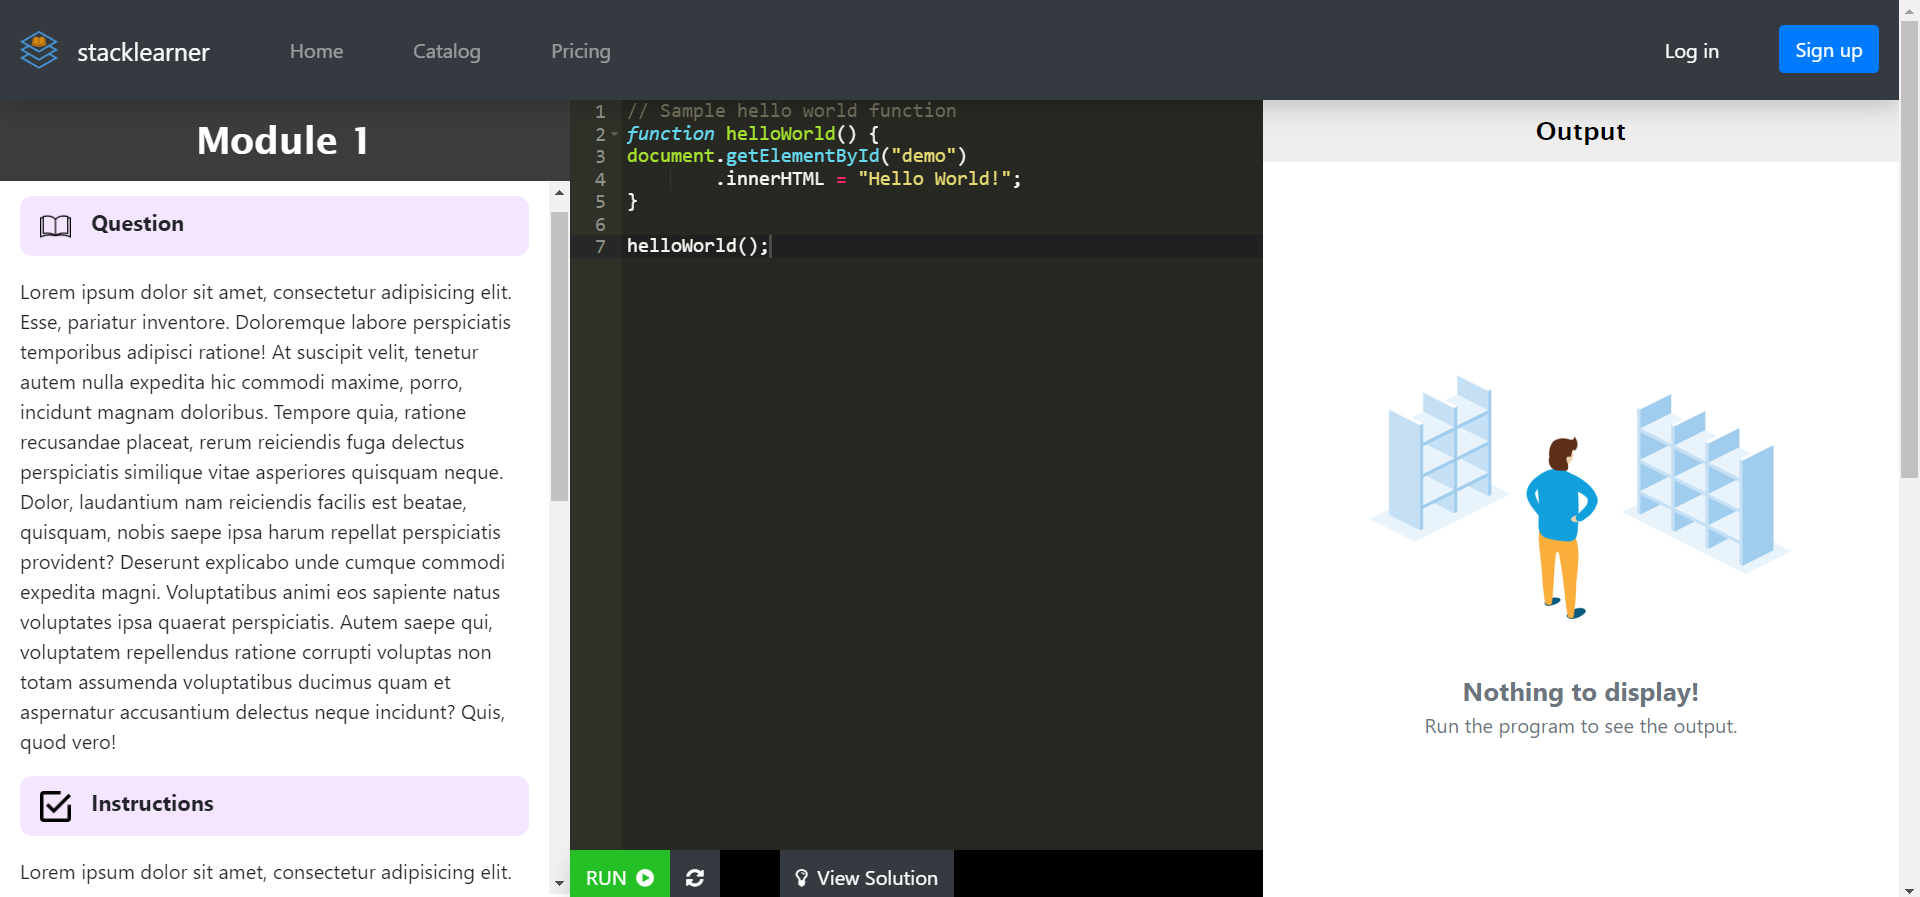 stacklearner
Home
Catalog
Pricing
Log in
Sign up
Module 1
Question
Lorem ipsum dolor sit amet, consectetur adipisicing elit.
Esse, pariatur inventore. Doloremque labore perspiciatis
temporibus adipisci ratione! At suscipit velit, tenetur
autem nulla expedita hic commodi maxime, porro,
incidunt magnam doloribus. Tempore quia, ratione
recusandae placeat, rerum reiciendis fuga delectus
perspiciatis similique vitae asperiores quisquam neque.
Dolor, laudantium nam reiciendis facilis est beatae,
quisquam, nobis saepe ipsa harum repellat perspiciatis
provident? Deserunt explicabo unde cumque commodi
expedita magni. Voluptatibus animi eos sapiente natus
voluptates ipsa quaerat perspiciatis. Autem saepe qui,
voluptatem repellendus ratione corrupti voluptas non
totam assumenda voluptatibus ducimus quam et
aspernatur accusantium delectus neque incidunt? Quis,
quod vero!
Instructions
Lorem ipsum dolor sit amet, consectetur adipisicing elit.
1 // Sample hello world function
2 function helloWorld() {
3 document.getElementById("demo")
4 .innerHTML = "Hello World!";
5 }
6
7 helloWorld();
RUN
View Solution
Output
Nothing to display!
Run the program to see the output.